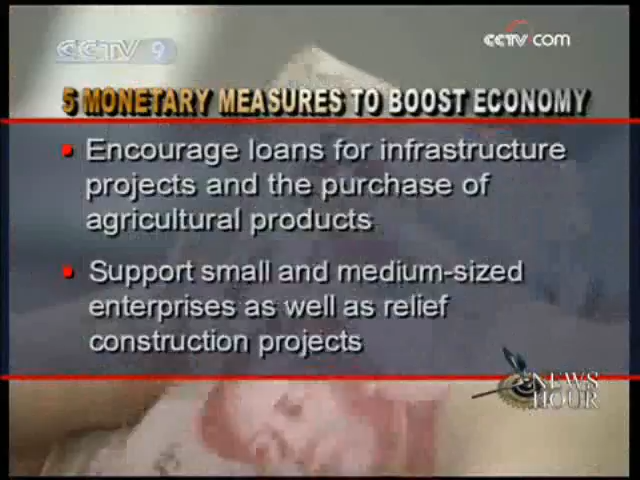 CCTV 9
CCTV.com
5 MONETARY MEASURES TO BOOST ECONOMY
Encourage loans for infrastructure
projects and the purchase of
agricultural products
Support small and medium-sized
enterprises as well as relief
construction projects
NEWS
HOUR